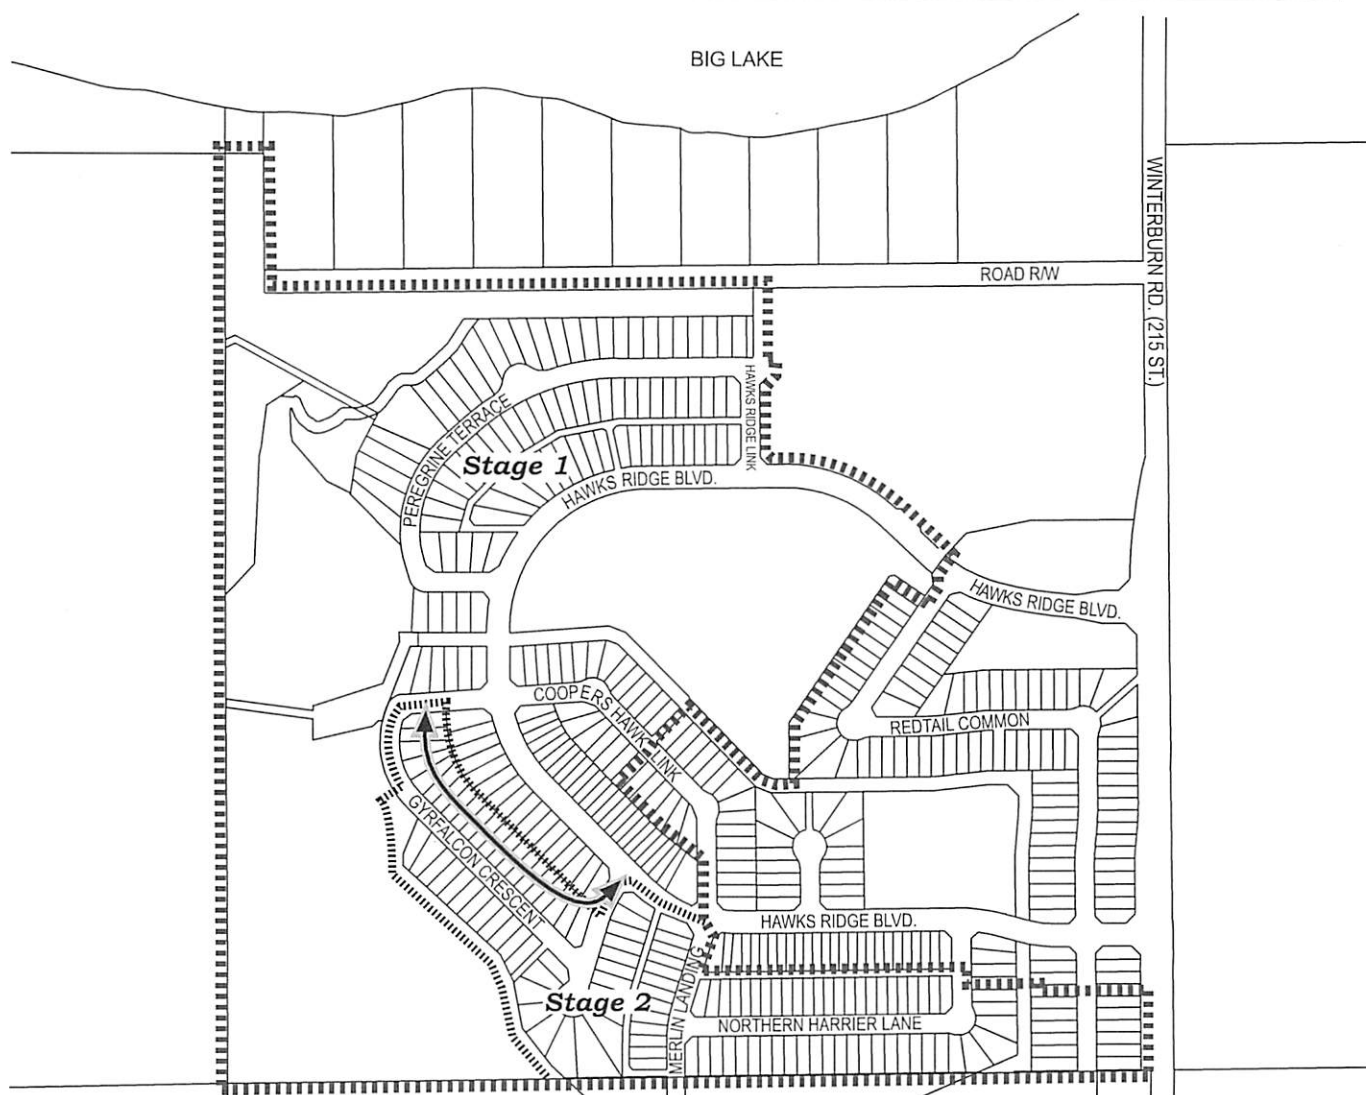 BIG LAKE
WINTERBURN RD. (215 ST.)
ROAD R/W
HAWKS RIDGE LINK
PEREGRINE TERRACE
Stage 1
HAWKS RIDGE BLVD.
HAWKS RIDGE BLVD.
COOPERS HAWK LINK
REDTAIL COMMON
GYRFALCON CRESCENT
HAWKS RIDGE BLVD.
MERLIN LANDING
Stage 2
NORTHERN HARRIER LANE